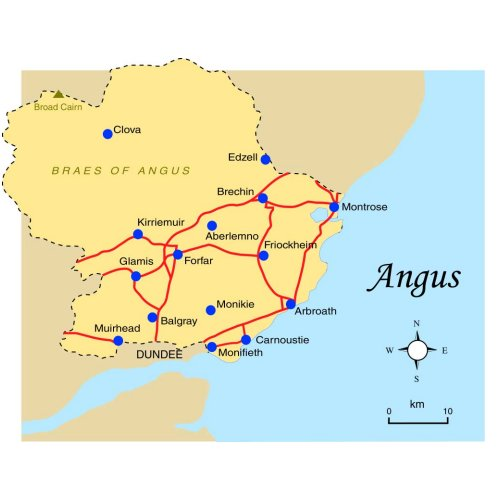 Broad Cairn
Clova
Edzell
BRAES OF ANGUS
Brechin
Montrose
Kirriemuir
Aberlemno
Friockheim
Glamis
Forfar
Angus
Monikie
Arbroath
Balgray
Muirhead
Carnoustie
DUNDEE
Monifieth
N
W E
S
km
0 10